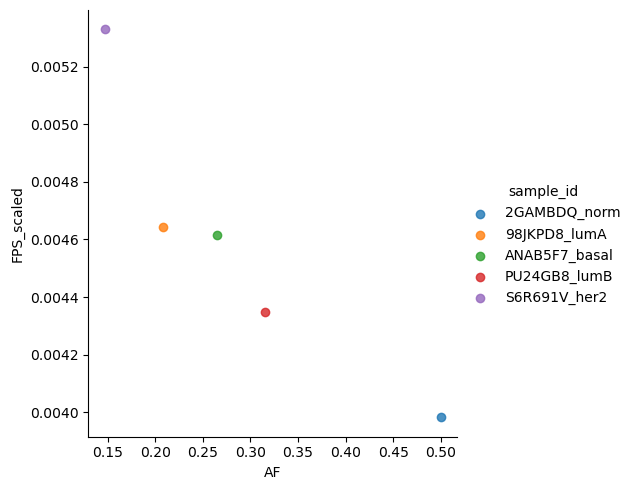 0.0052
0.0050
0.0048
0.0046
0.0044
0.0042
0.0040
FPS_scaled
0.15 0.20 0.25 0.30 0.35 0.40 0.45 0.50
AF
sample_id
2GAMBDQ_norm
98JKPD8_lumA
ANAB5F7_basal
PU24GB8_lumB
S6R691V_her2